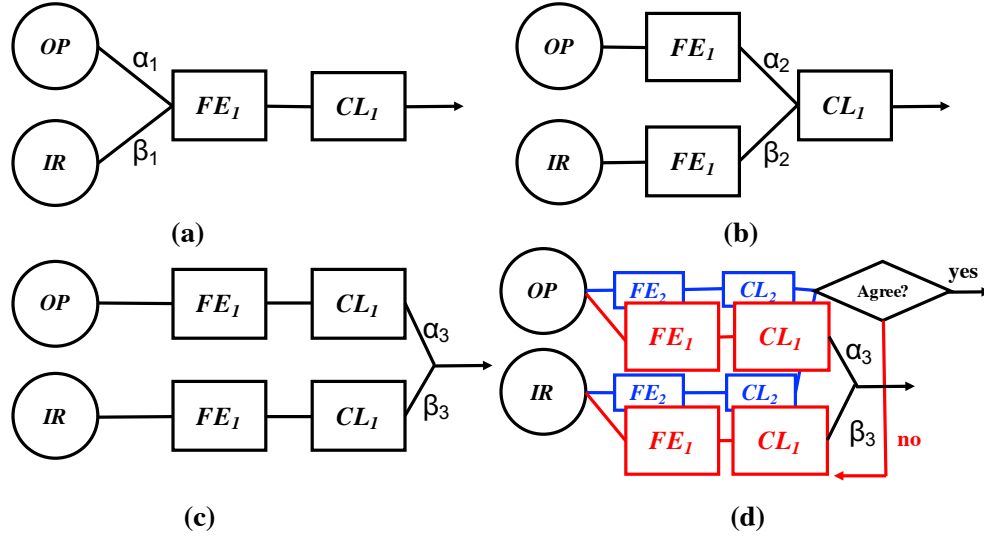 OP
α1
FE1
CL1
β1
IR
(a)
OP
FE1
α2
CL1
IR
FE1
β2
(b)
OP
FE1
CL1
α3
IR
FE1
CL1
β3
(c)
OP
FE2
CL2
Agree?
yes
FE1
CL1
α3
IR
FE2
CL2
FE1
CL1
β3
no
(d)